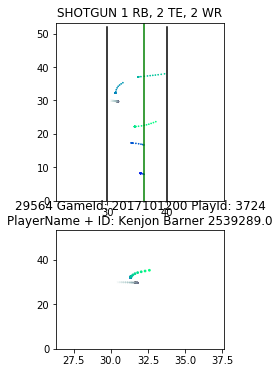 SHOTGUN 1 RB, 2 TE, 2 WR
50
40
30
20
10
0
30
40
29564 GameId: 2017101200 PlayId: 3724
PlayerName + ID: Kenjon Barner 2539289.0
40
20
0
27.5 30.0 32.5 35.0 37.5